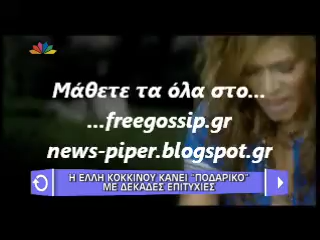 Μάθετε τα όλα στο...
...freegossip.gr
news-piper.blogspot.gr
Η ΕΛΛΗ ΚΟΚΚΙΝΟΥ ΚΑΝΕΙ "ΠΟΔΑΡΙΚΟ"
ΜΕ ΔΕΚΑΔΕΣ ΕΠΙΤΥΧΙΕΣ